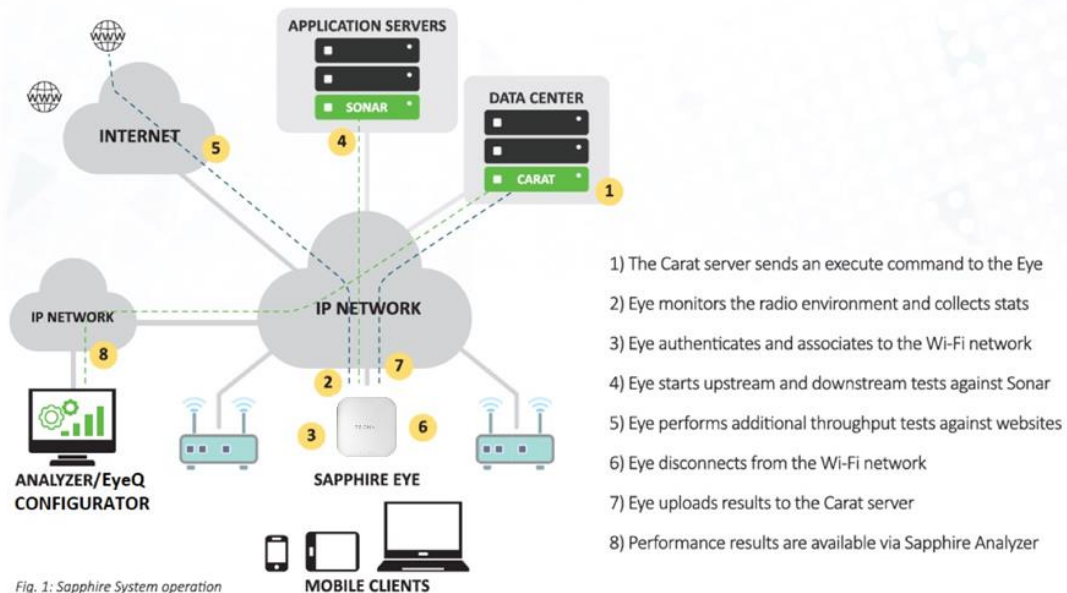 WWW
WWW
APPLICATION SERVERS
SONAR
DATA CENTER
CARAT
INTERNET
5
4
1
IP NETWORK
IP NETWORK
8
7
2
3
6
ANALYZER/EyeQ
CONFIGURATOR
SAPPHIRE EYE
MOBILE CLIENTS
1) The Carat server sends an execute command to the Eye
2) Eye monitors the radio environment and collects stats
3) Eye authenticates and associates to the Wi-Fi network
4) Eye starts upstream and downstream tests against Sonar
5) Eye performs additional throughput tests against websites
6) Eye disconnects from the Wi-Fi network
7) Eye uploads results to the Carat server
8) Performance results are available via Sapphire Analyzer
Fig. 1: Sapphire System operation